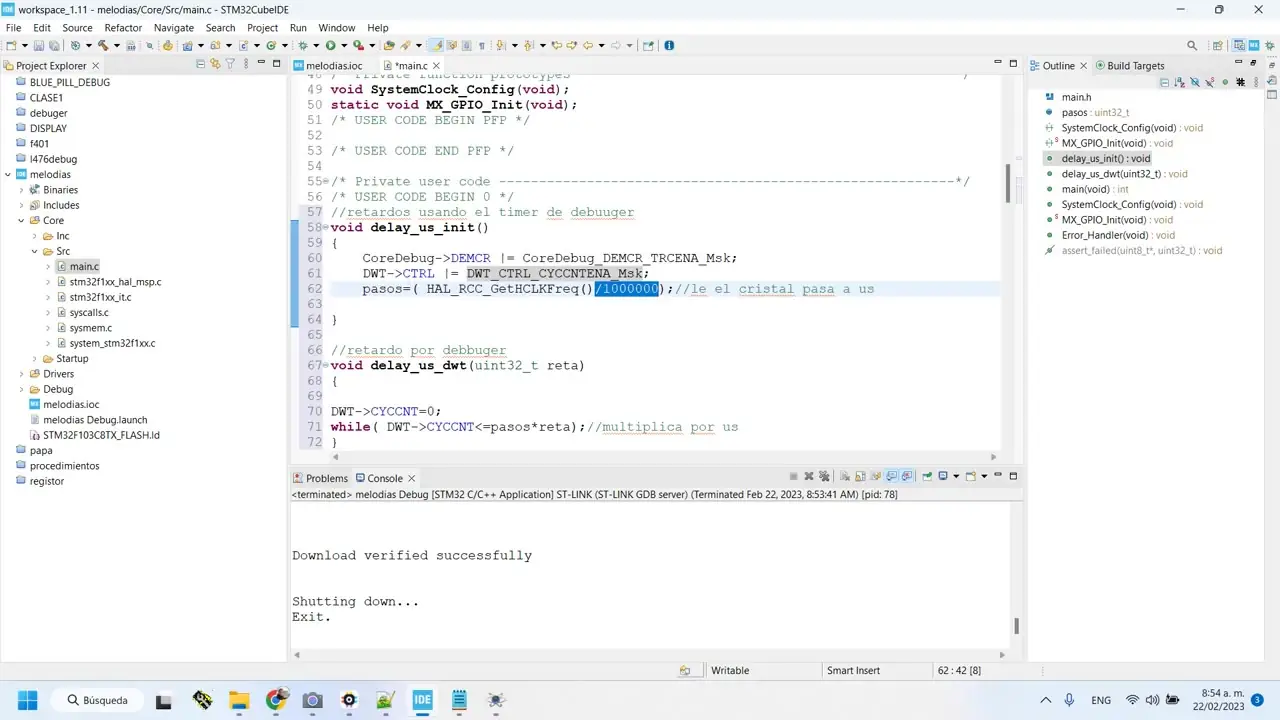 workspace_1.11 - melodias/Core/Src/main.c - STM32CubeIDE
File Edit Source Refactor Navigate Search Project Run Window Help
Project Explorer
BLUE_PILL_DEBUG
CLASE1
debuger
DISPLAY
f401
l476debug
melodias
Binaries
Includes
Core
Inc
Src
main.c
stm32f1xx_hal_msp.c
stm32f1xx_it.c
syscalls.c
sysmem.c
system_stm32f1xx.c
Startup
Drivers
Debug
melodias.ioc
melodias Debug.launch
STM32F103C8TX_FLASH.ld
papa
procedimientos
registor
melodias.ioc
*main.c
48 /* Private function prototypes */
49 void SystemClock_Config(void);
50 static void MX_GPIO_Init(void);
51 /* USER CODE BEGIN PFP */
52
53 /* USER CODE END PFP */
54
55 /* Private user code ---------------------------------------------------------*/
56 /* USER CODE BEGIN 0 */
57 //retardos usando el timer de debuuger
58 void delay_us_init()
59 {
60 CoreDebug->DEMCR |= CoreDebug_DEMCR_TRCENA_Msk;
61 DWT->CTRL |= DWT_CTRL_CYCCNTENA_Msk;
62 pasos=( HAL_RCC_GetHCLKFreq()/1000000);//le el cristal pasa a us
63
64 }
65
66 //retardo por debbuger
67 void delay_us_dwt(uint32_t reta)
68 {
69
70 DWT->CYCCNT=0;
71 while( DWT->CYCCNT<=pasos*reta);//multiplica por us
72 }
Problems Console
<terminated> melodias Debug [STM32 C/C++ Application] ST-LINK (ST-LINK GDB server) (Terminated Feb 22, 2023, 8:53:41 AM) [pid: 78]
Download verified successfully
Shutting down...
Exit.
Outline Build Targets
main.h
pasos : uint32_t
SystemClock_Config(void) : void
MX_GPIO_Init(void) : void
delay_us_init() : void
delay_us_dwt(uint32_t) : void
main(void) : int
SystemClock_Config(void) : void
MX_GPIO_Init(void) : void
Error_Handler(void) : void
assert_failed(uint8_t*, uint32_t) : void
Writable Smart Insert 62 : 42 [8]
Búsqueda
IDE
ENG
8:54 a. m.
22/02/2023
3